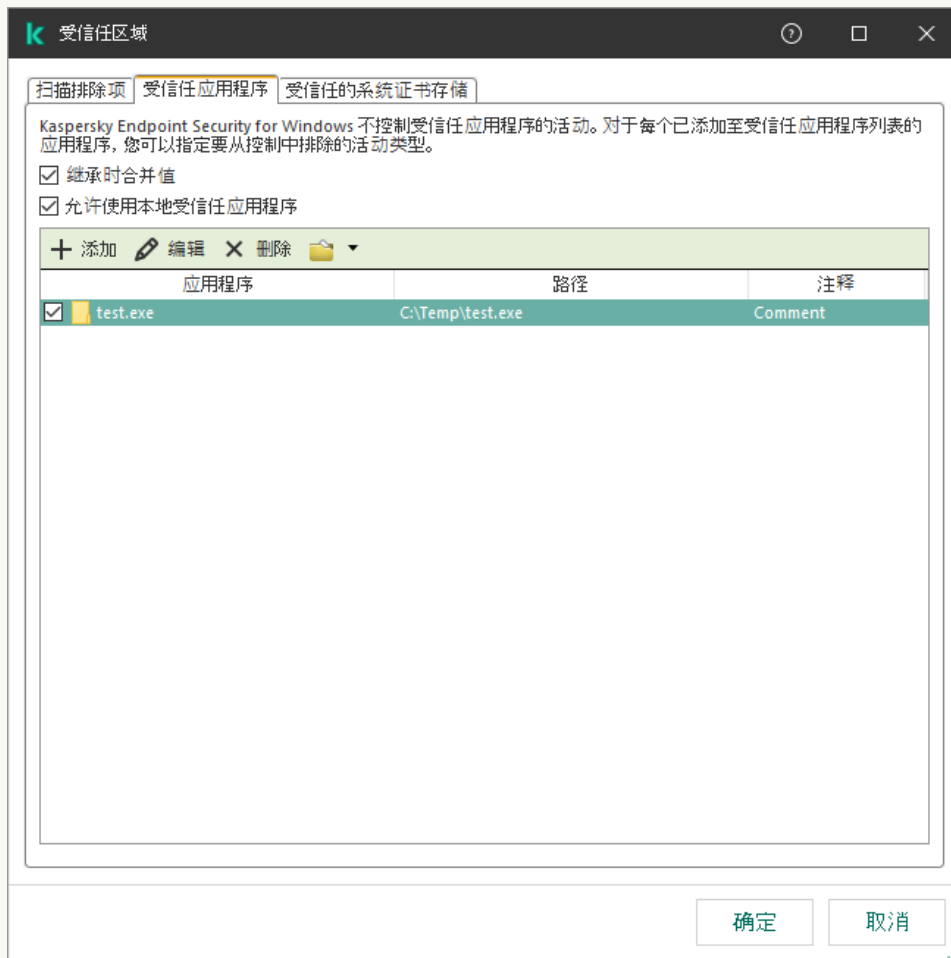 受信任区域
扫描排除项 受信任应用程序 受信任的系统证书存储
Kaspersky Endpoint Security for Windows 不控制受信任应用程序的活动。对于每个已添加至受信任应用程序列表的
应用程序, 您可以指定要从控制中排除的活动类型。
继承时合并值
允许使用本地受信任应用程序
添加 编辑 删除
应用程序 路径 注释
test.exe C:\Temp\test.exe Comment
确定 取消